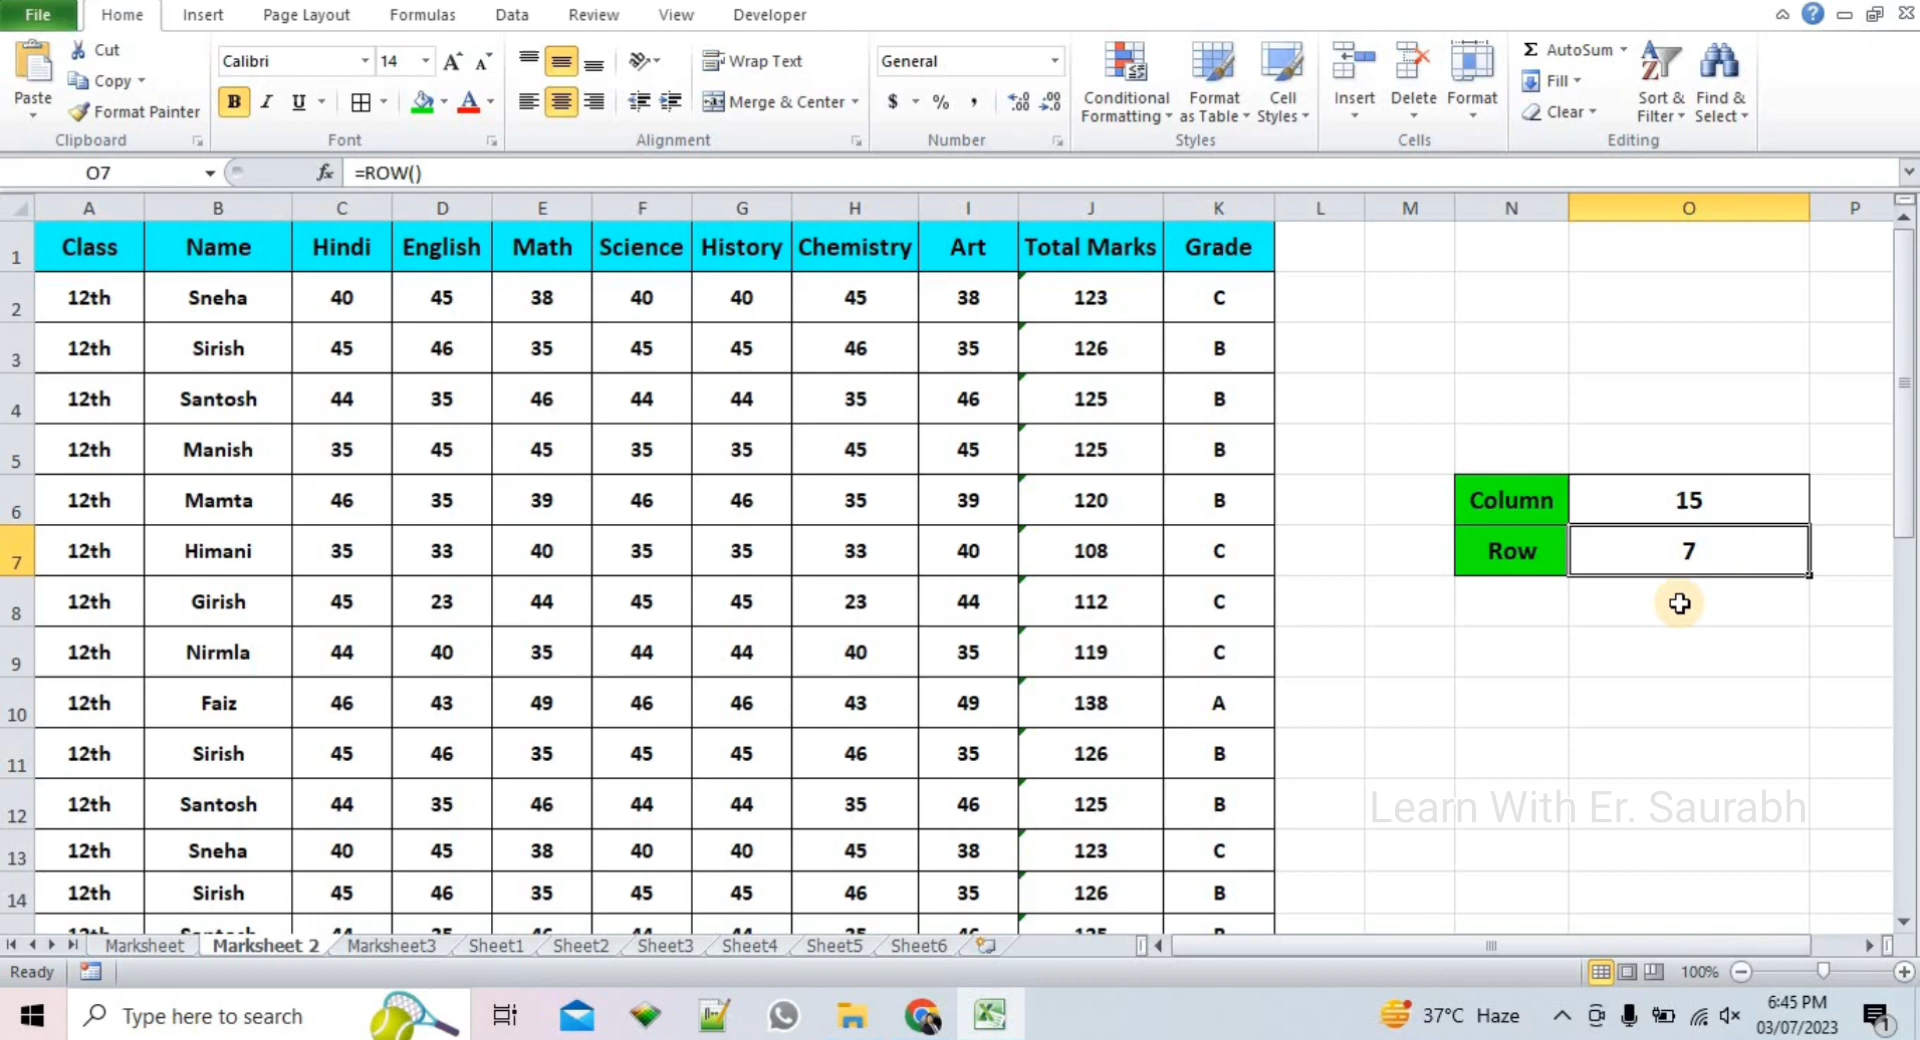 File Home Insert Page Layout Formulas Data Review View Developer
Cut
Copy
Format Painter
Paste
Clipboard
Calibri 14
B I U A
Font
Wrap Text
Merge & Center
Alignment
General
$ % ,
Number
Conditional Formatting
Format as Table
Cell Styles
Styles
Insert Delete Format
Cells
Σ AutoSum
Fill
Clear
Sort & Filter
Find & Select
Editing
O7 fx =ROW()
A B C D E F G H I J K L M N O P
1 Class Name Hindi English Math Science History Chemistry Art Total Marks Grade
2 12th Sneha 40 45 38 40 40 45 38 123 C
3 12th Sirish 45 46 35 45 45 46 35 126 B
4 12th Santosh 44 35 46 44 44 35 46 125 B
5 12th Manish 35 45 45 35 35 45 45 125 B
6 12th Mamta 46 35 39 46 46 35 39 120 B Column 15
7 12th Himani 35 33 40 35 35 33 40 108 C Row 7
8 12th Girish 45 23 44 45 45 23 44 112 C
9 12th Nirmla 44 40 35 44 44 40 35 119 C
10 12th Faiz 46 43 49 46 46 43 49 138 A
11 12th Sirish 45 46 35 45 45 46 35 126 B
12 12th Santosh 44 35 46 44 44 35 46 125 B
Learn With Er. Saurabh
13 12th Sneha 40 45 38 40 40 45 38 123 C
14 12th Sirish 45 46 35 45 45 46 35 126 B
Marksheet Marksheet 2 Marksheet3 Sheet1 Sheet2 Sheet3 Sheet4 Sheet5 Sheet6
Ready 100%
Type here to search
37°C Haze
6:45 PM
03/07/2023
1